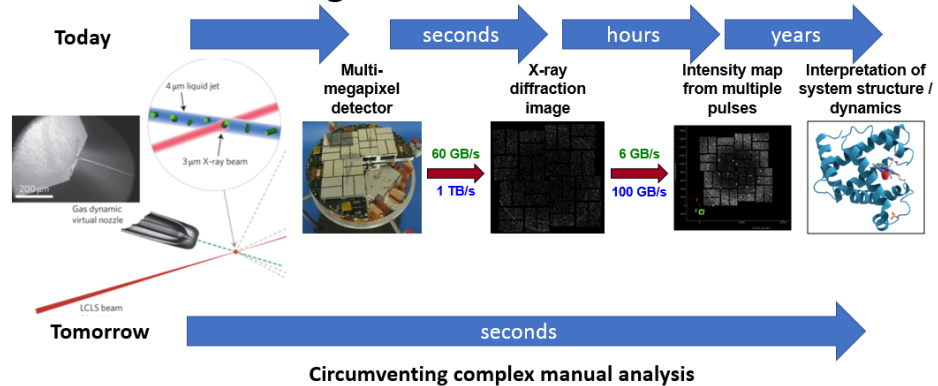 Today
seconds
hours
years
4 µm liquid jet
3 µm X-ray beam
200 µm
Gas dynamic
virtual nozzle
LCLS beam
Multi-
megapixel
detector
60 GB/s
1 TB/s
X-ray
diffraction
image
6 GB/s
100 GB/s
Intensity map
from multiple
pulses
Interpretation of
system structure /
dynamics
Tomorrow
seconds
Circumventing complex manual analysis